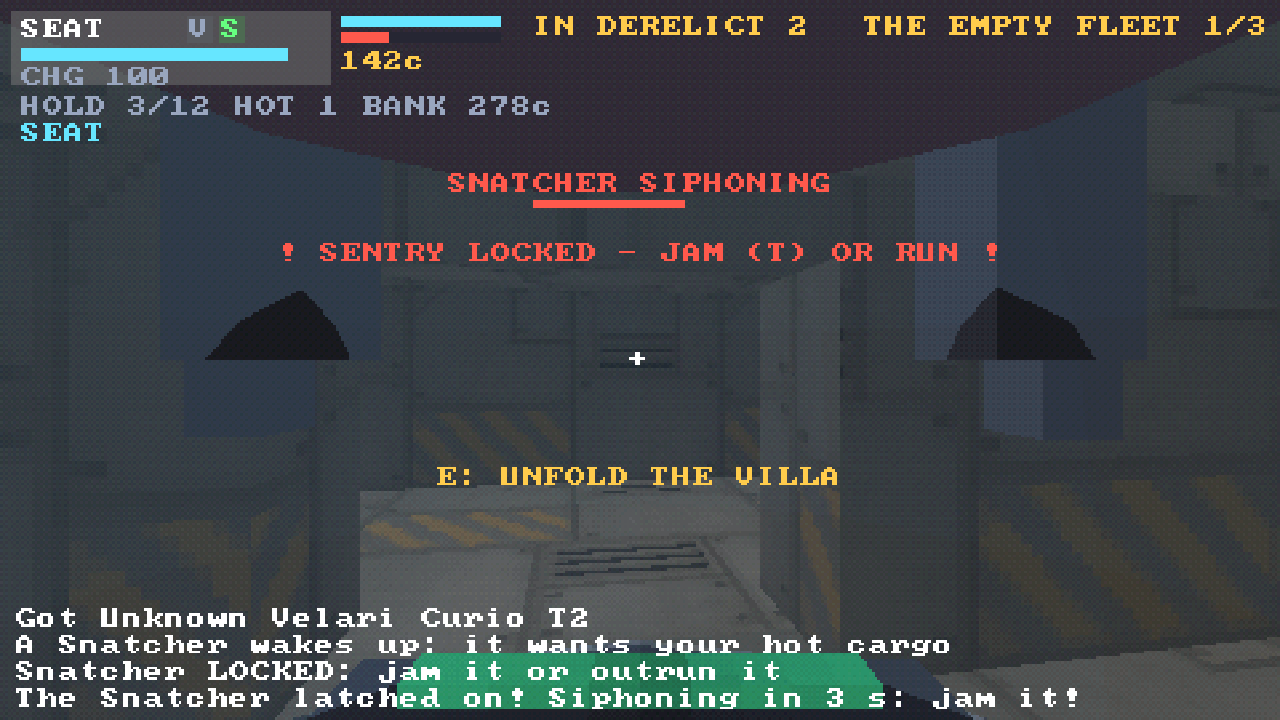 SEAT V S
CHG 100
142c
IN DERELICT 2 THE EMPTY FLEET 1/3
HOLD 3/12 HOT 1 BANK 278c
SEAT
SNATCHER SIPHONING
! SENTRY LOCKED - JAM (T) OR RUN !
E: UNFOLD THE VILLA
Got Unknown Velari Curio T2
A Snatcher wakes up: it wants your hot cargo
Snatcher LOCKED: jam it or outrun it
The Snatcher latched on! Siphoning in 3 s: jam it!